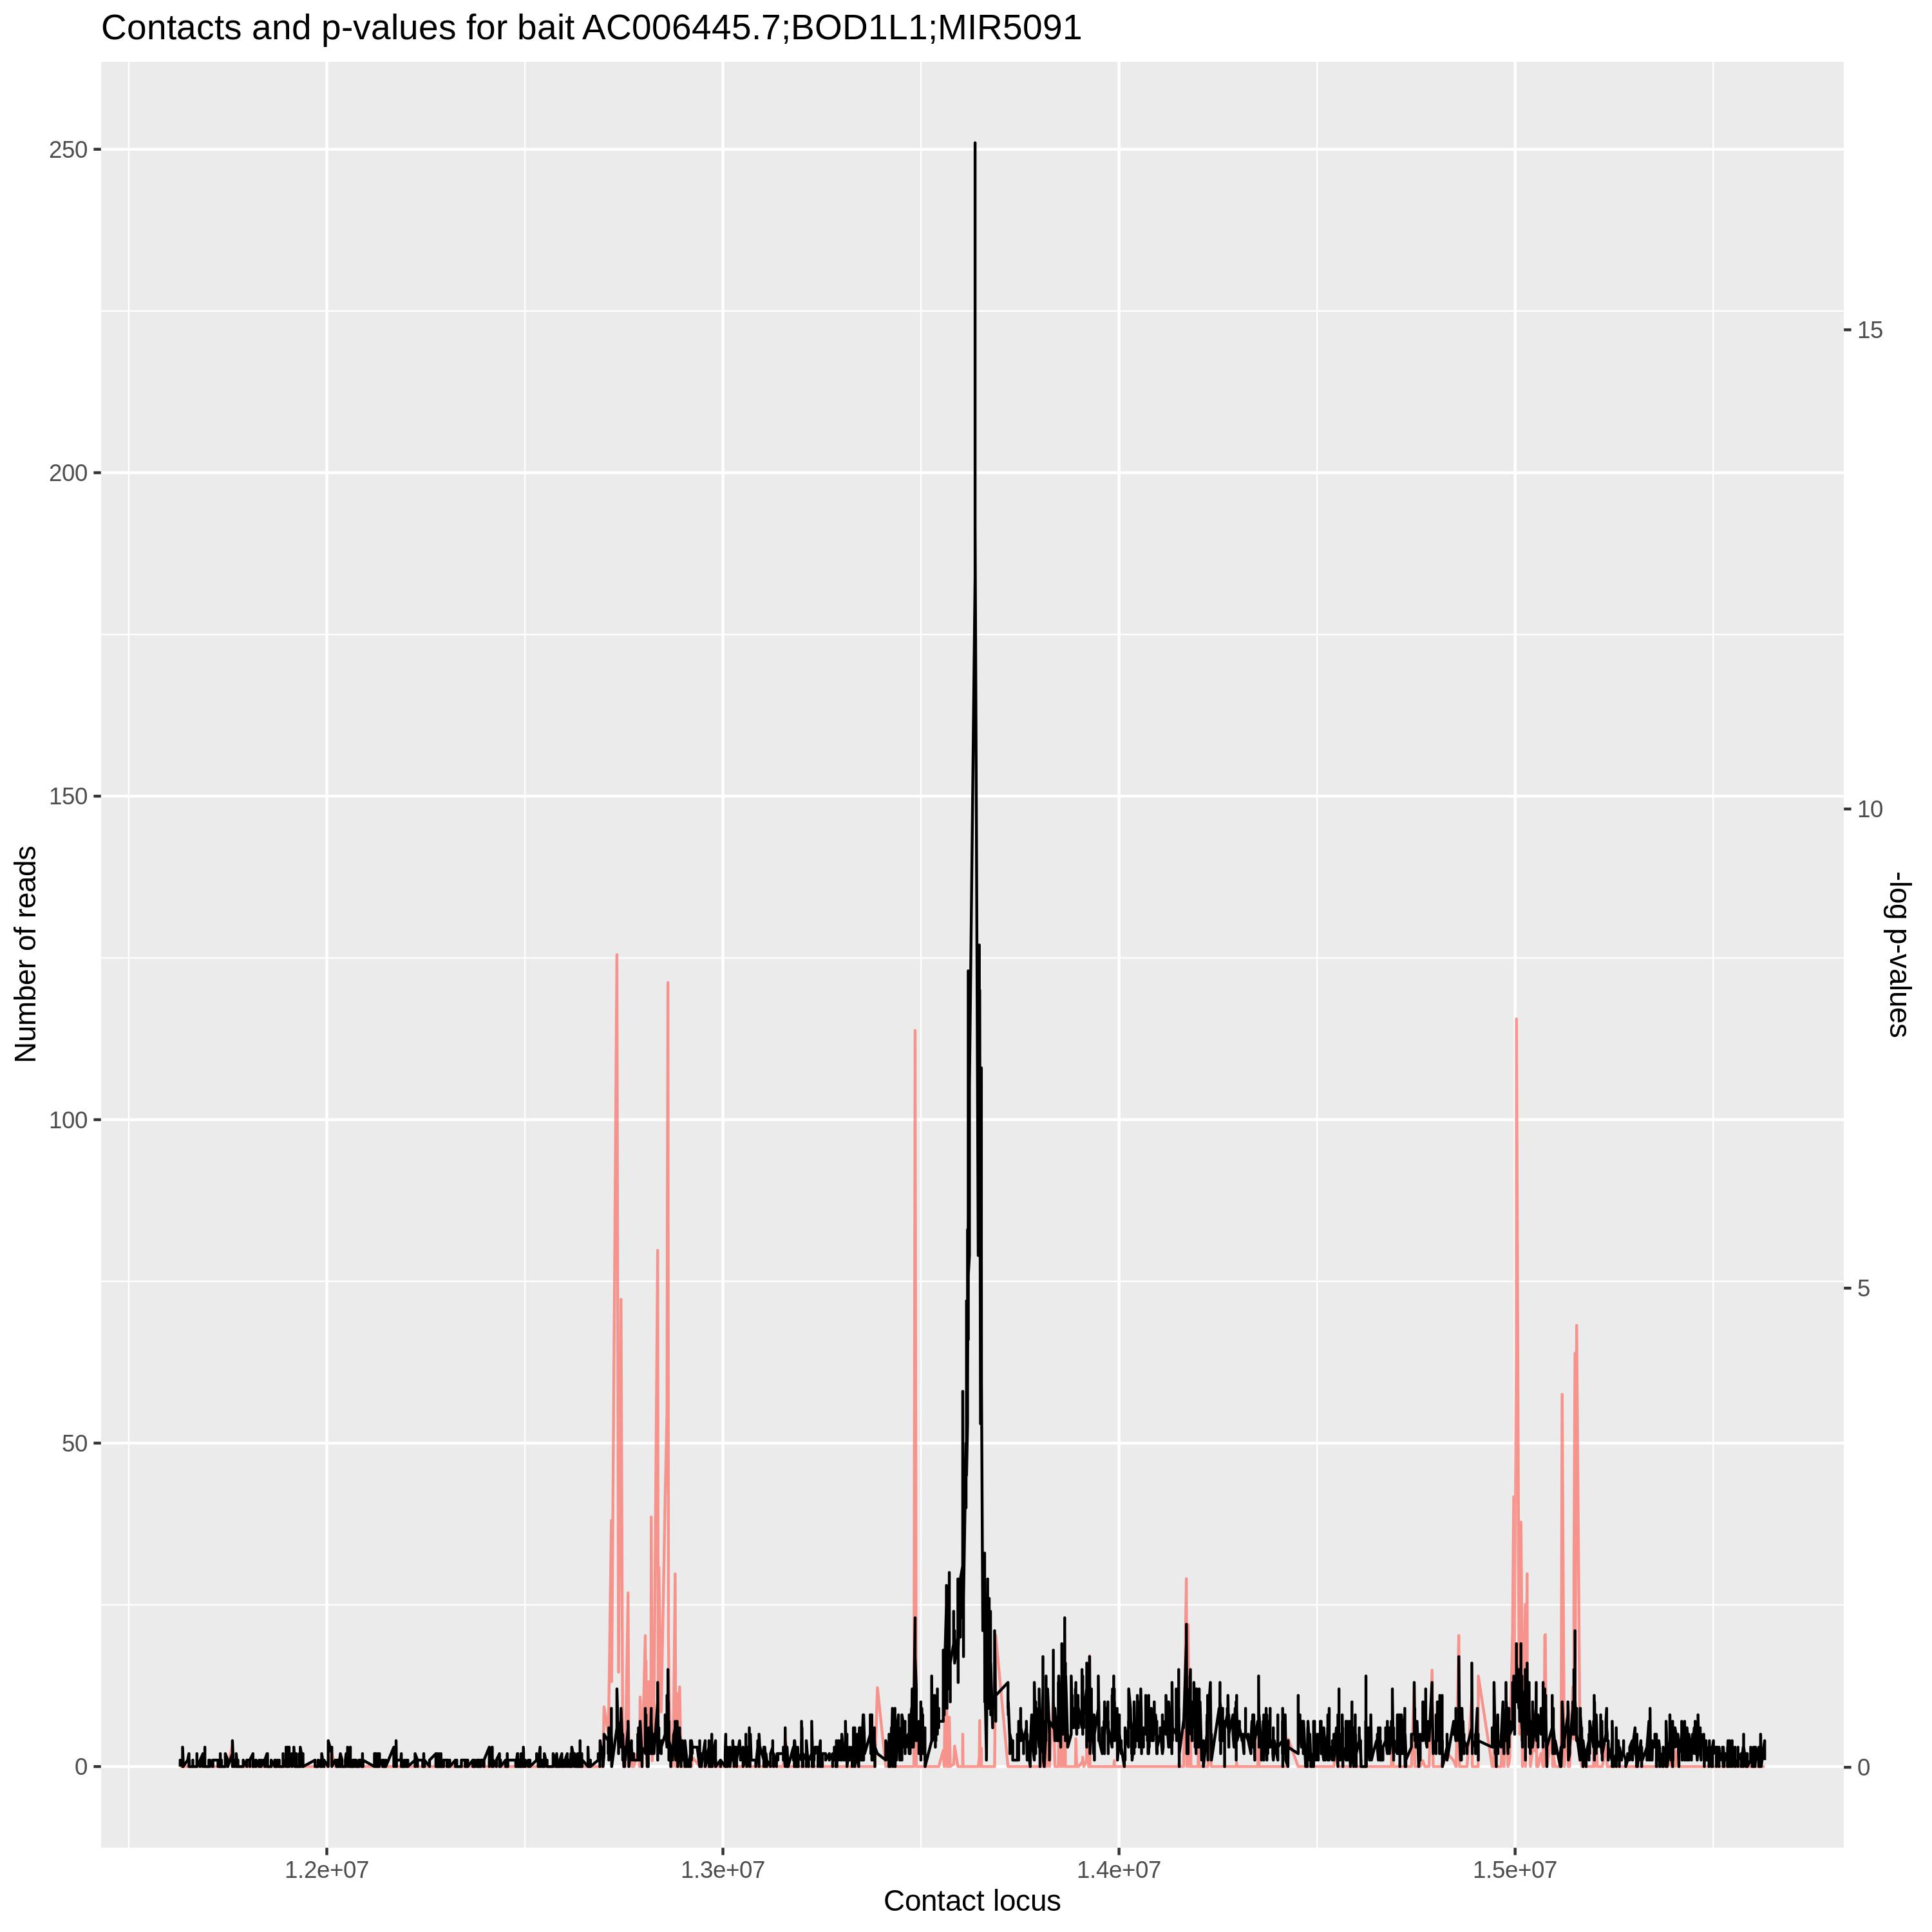 Contacts and p-values for bait AC006445.7;BOD1L1;MIR5091
250
200
150
100
50
0
Number of reads
15
10
5
0
-log p-values
1.2e+07
1.3e+07
1.4e+07
1.5e+07
Contact locus